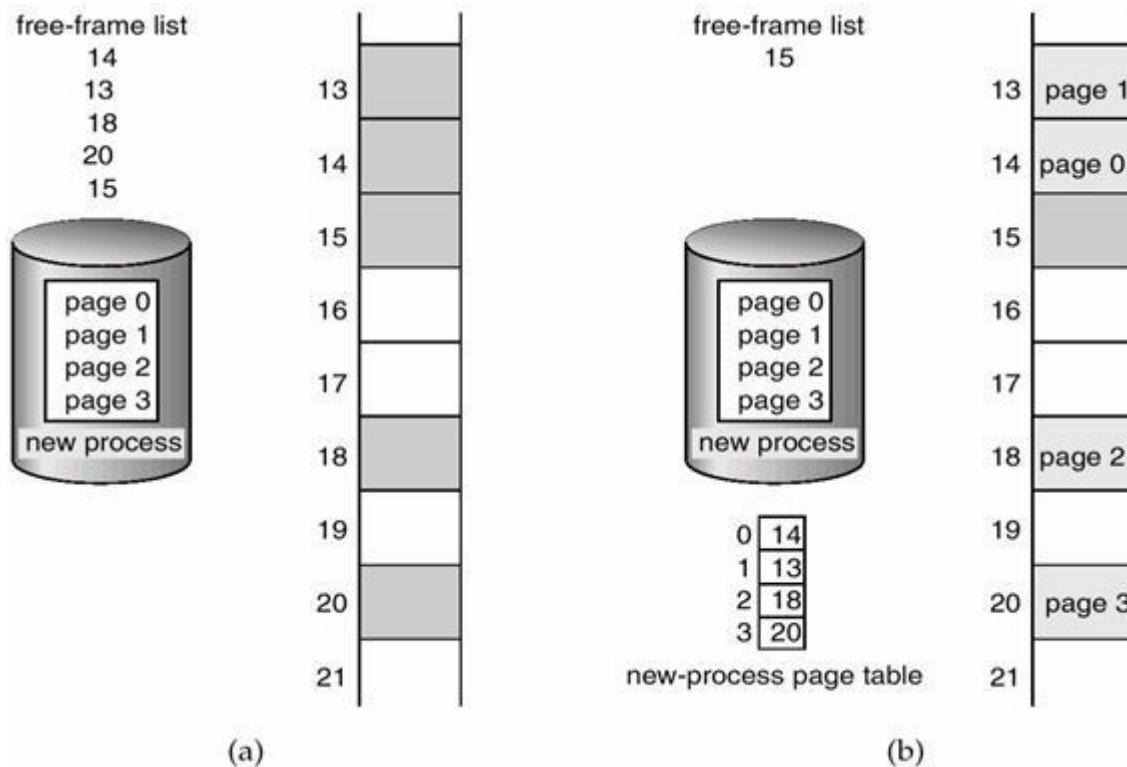 free-frame list
14
13
18
20
15
page 0
page 1
page 2
page 3
new process
13
14
15
16
17
18
19
20
21
(a)
free-frame list
15
page 0
page 1
page 2
page 3
new process
0 14
1 13
2 18
3 20
new-process page table
13 page 1
14 page 0
15
16
17
18 page 2
19
20 page 3
21
(b)